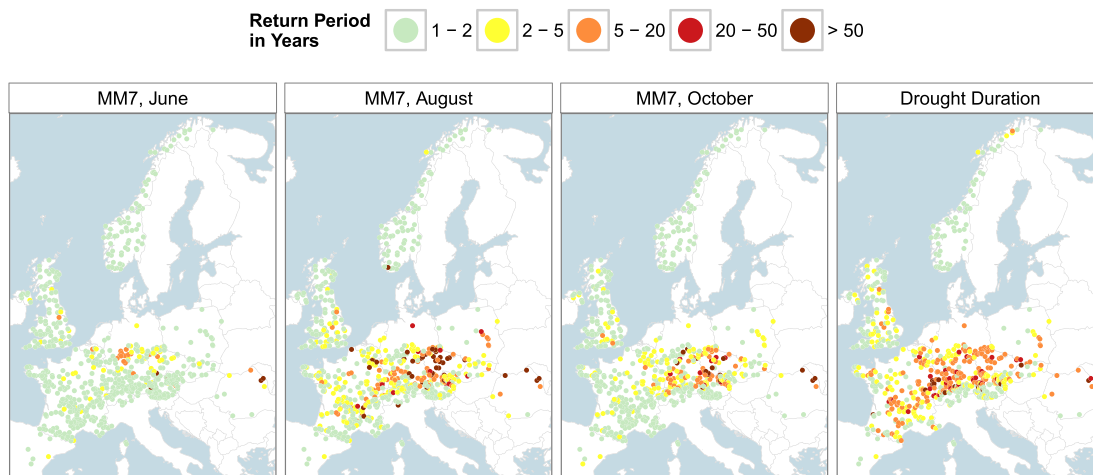 Return Period
in Years
1 − 2
2 − 5
5 − 20
20 − 50
> 50
MM7, June
MM7, August
MM7, October
Drought Duration